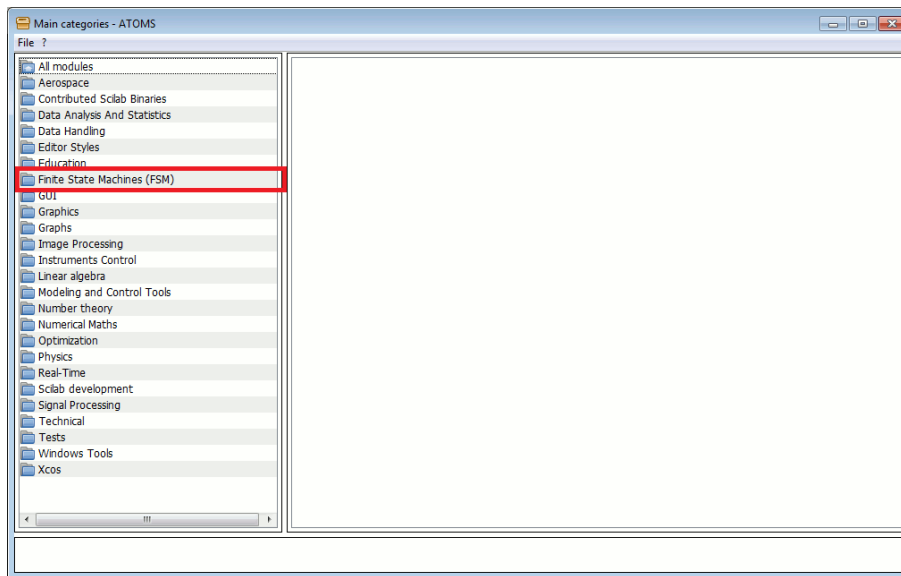 Main categories - ATOMS
File ?
All modules
Aerospace
Contributed Scilab Binaries
Data Analysis And Statistics
Data Handling
Editor Styles
Education
Finite State Machines (FSM)
GUI
Graphics
Graphs
Image Processing
Instruments Control
Linear algebra
Modeling and Control Tools
Number theory
Numerical Maths
Optimization
Physics
Real-Time
Scilab development
Signal Processing
Technical
Tests
Windows Tools
Xcos